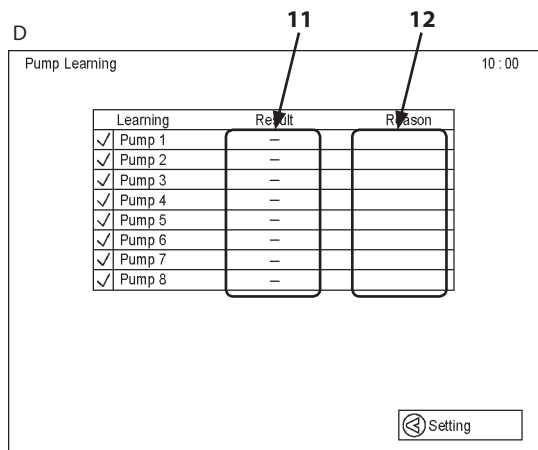 11 12
D
Pump Learning 10 : 00
Learning Result Reason
✓ Pump 1 –
✓ Pump 2 –
✓ Pump 3 –
✓ Pump 4 –
✓ Pump 5 –
✓ Pump 6 –
✓ Pump 7 –
✓ Pump 8 –
Setting